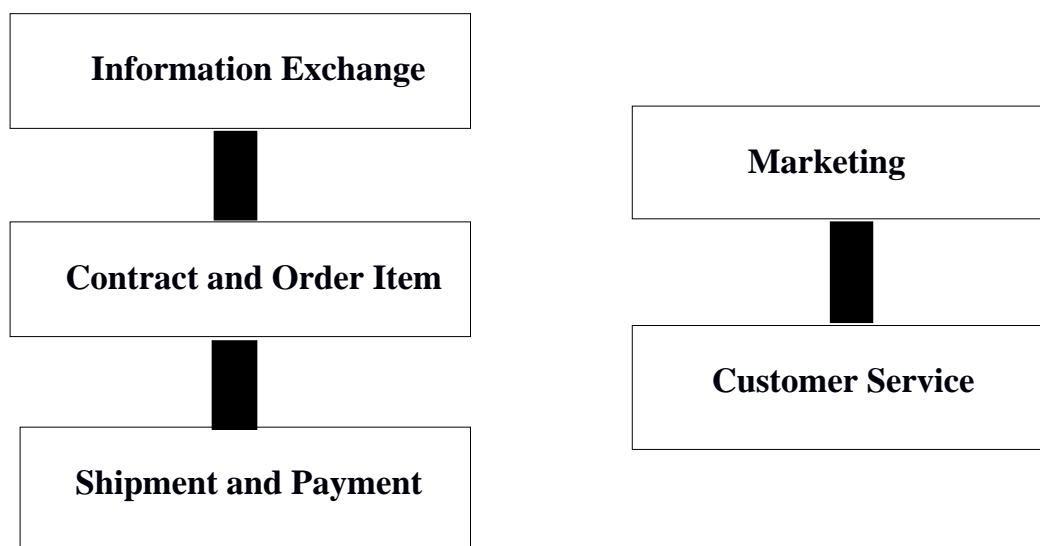 Information Exchange
Contract and Order Item
Shipment and Payment
Marketing
Customer Service